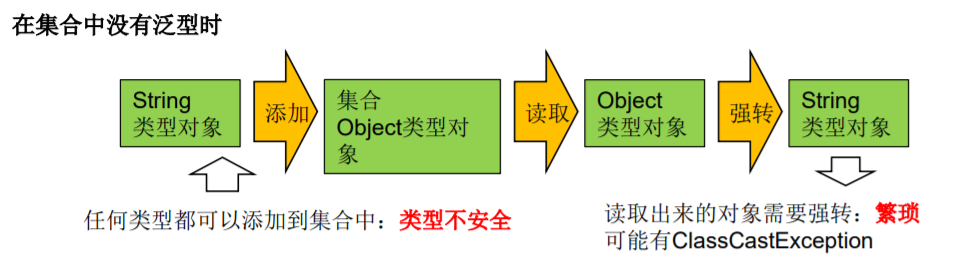 在集合中没有泛型时
String
类型对象
添加
集合
Object类型对
象
读取
Object
类型对象
强转
String
类型对象
任何类型都可以添加到集合中：类型不安全
读取出来的对象需要强转：繁琐
可能有ClassCastException